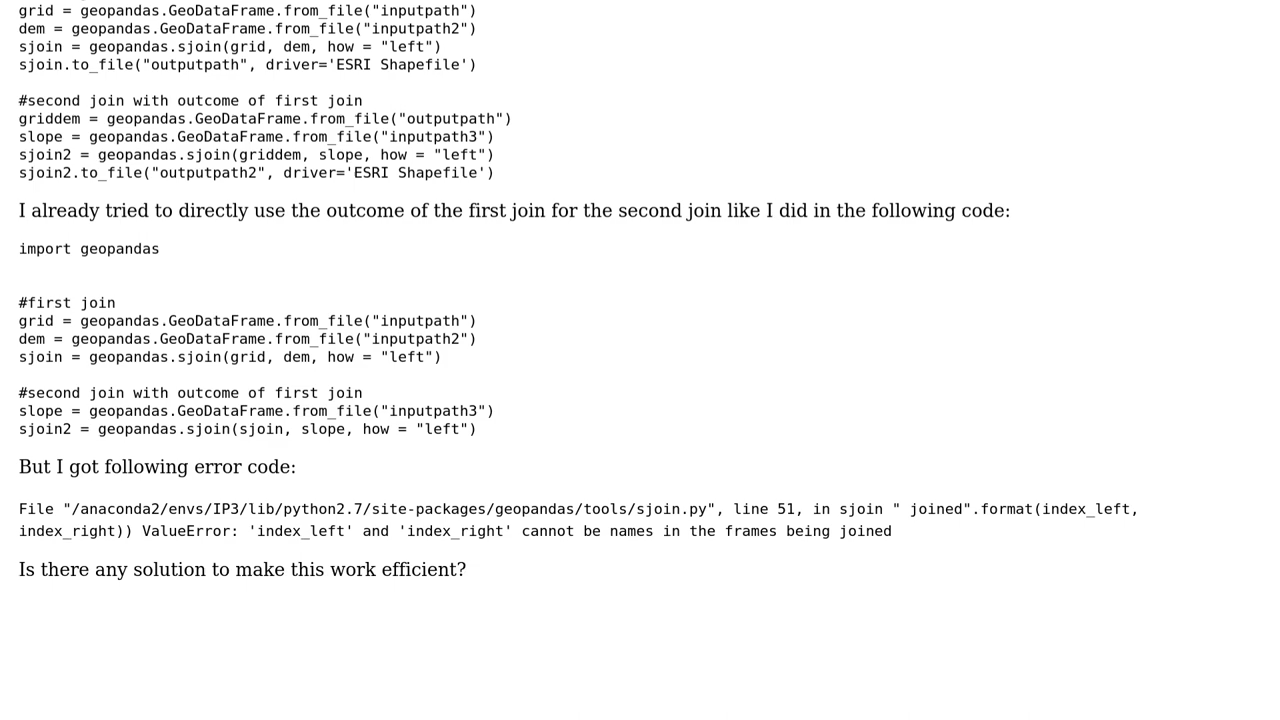 grid = geopandas.GeoDataFrame.from_file("inputpath")
dem = geopandas.GeoDataFrame.from_file("inputpath2")
sjoin = geopandas.sjoin(grid, dem, how = "left")
sjoin.to_file("outputpath", driver='ESRI Shapefile')
#second join with outcome of first join
griddem = geopandas.GeoDataFrame.from_file("outputpath")
slope = geopandas.GeoDataFrame.from_file("inputpath3")
sjoin2 = geopandas.sjoin(griddem, slope, how = "left")
sjoin2.to_file("outputpath2", driver='ESRI Shapefile')
I already tried to directly use the outcome of the first join for the second join like I did in the following code:
import geopandas
#first join
grid = geopandas.GeoDataFrame.from_file("inputpath")
dem = geopandas.GeoDataFrame.from_file("inputpath2")
sjoin = geopandas.sjoin(grid, dem, how = "left")
#second join with outcome of first join
slope = geopandas.GeoDataFrame.from_file("inputpath3")
sjoin2 = geopandas.sjoin(sjoin, slope, how = "left")
But I got following error code:
File "/anaconda2/envs/IP3/lib/python2.7/site-packages/geopandas/tools/sjoin.py", line 51, in sjoin " joined".format(index_left,
index_right)) ValueError: 'index_left' and 'index_right' cannot be names in the frames being joined
Is there any solution to make this work efficient?